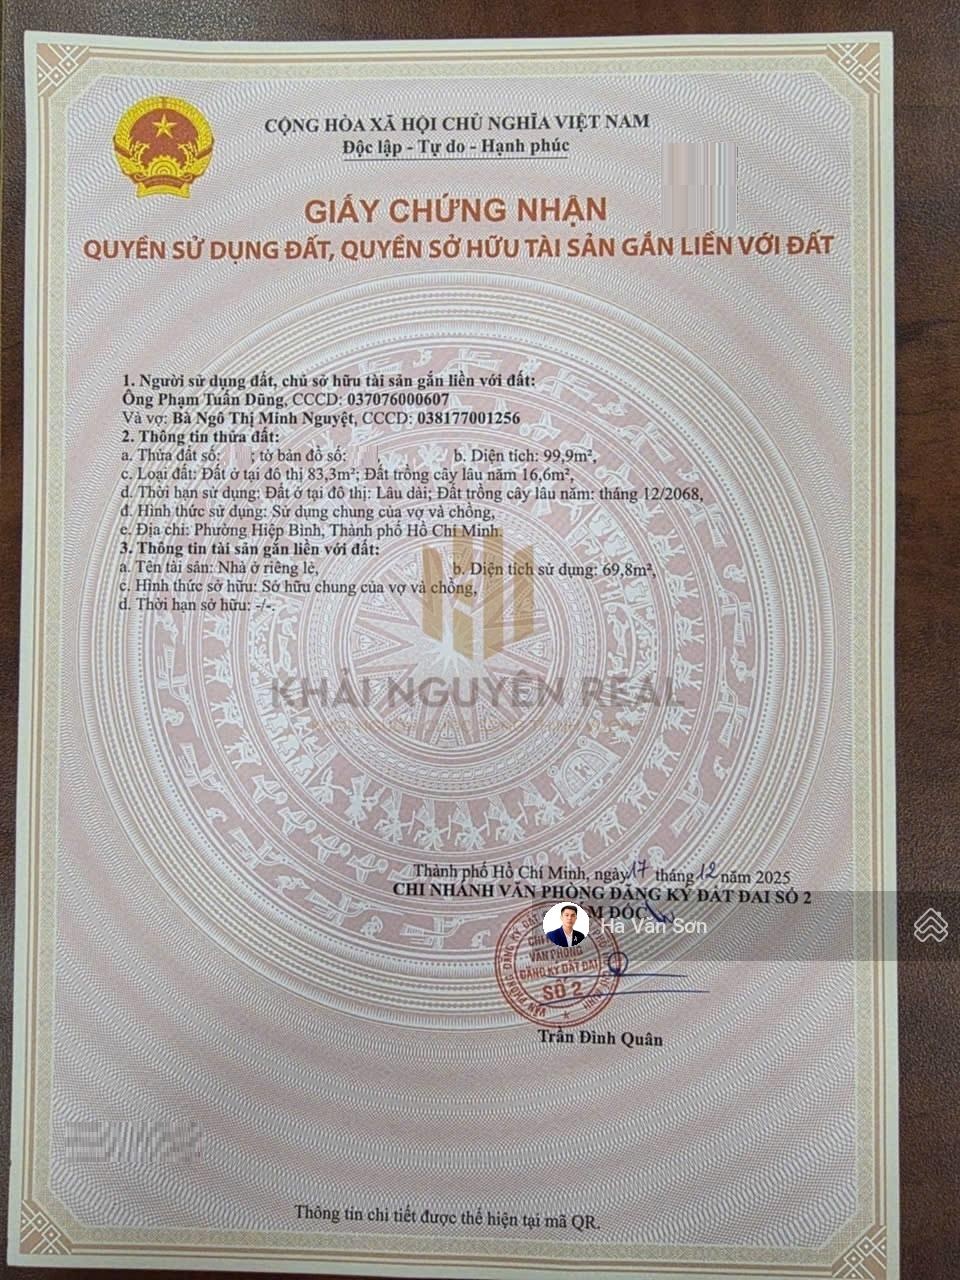 CỘNG HÒA XÃ HỘI CHỦ NGHĨA VIỆT NAM
Độc lập - Tự do - Hạnh phúc
GIẤY CHỨNG NHẬN
QUYỀN SỬ DỤNG ĐẤT, QUYỀN SỞ HỮU TÀI SẢN GẮN LIỀN VỚI ĐẤT
1. Người sử dụng đất, chủ sở hữu tài sản gắn liền với đất:
Ông Phạm Tuấn Dũng, CCCD: 037076000607
Và vợ: Bà Ngô Thị Minh Nguyệt, CCCD: 038177001256
2. Thông tin thửa đất:
a. Thửa đất số: ; tờ bản đồ số: b. Diện tích: 99,9m²,
c. Loại đất: Đất ở tại đô thị 83,3m²; Đất trồng cây lâu năm 16,6m²,
d. Thời hạn sử dụng: Đất ở tại đô thị: Lâu dài; Đất trồng cây lâu năm: tháng 12/2068,
đ. Hình thức sử dụng: Sử dụng chung của vợ và chồng,
e. Địa chỉ: Phường Hiệp Bình, Thành phố Hồ Chí Minh.
3. Thông tin tài sản gắn liền với đất:
a. Tên tài sản: Nhà ở riêng lẻ, b. Diện tích sử dụng: 69,8m²,
c. Hình thức sở hữu: Sở hữu chung của vợ và chồng,
d. Thời hạn sở hữu: -/-.
KHẢI NGUYÊN REAL
Thành phố Hồ Chí Minh, ngày 17 tháng 12 năm 2025
CHI NHÁNH VĂN PHÒNG ĐĂNG KÝ ĐẤT ĐAI SỐ 2
ĐỐC
Hà Văn Sơn
VĂN PHÒNG
ĐĂNG KÝ ĐẤT ĐAI
SỐ 2
Trần Đình Quân
Thông tin chi tiết được thể hiện tại mã QR.